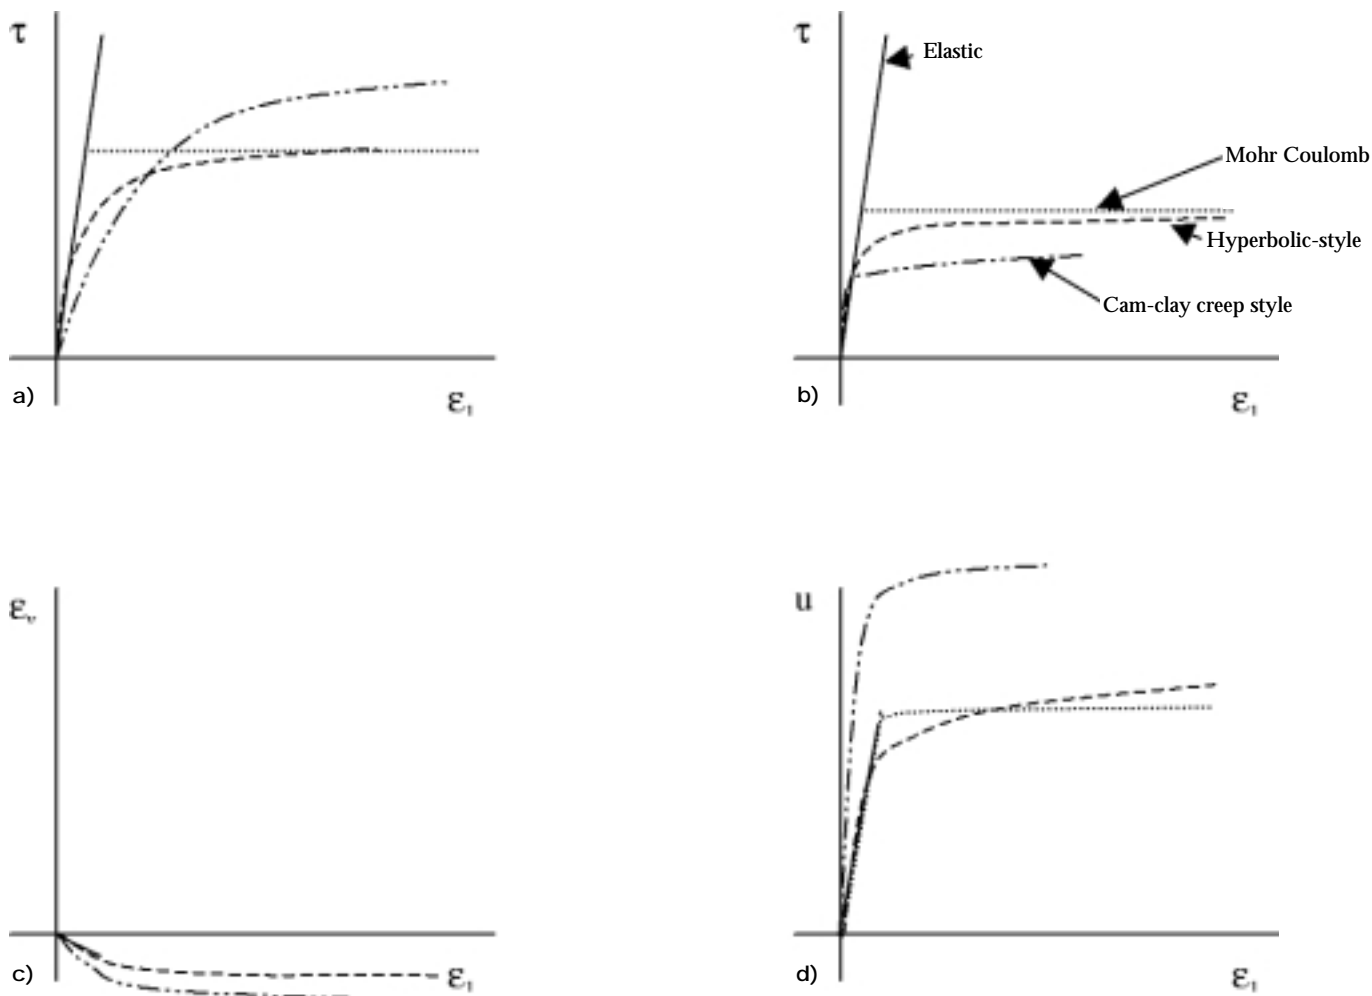 τ
τ
Elastic
Mohr Coulomb
Hyperbolic-style
Cam-clay creep style
a)
ε₁
b)
ε₁
εᵥ
u
c)
ε₁
d)
ε₁